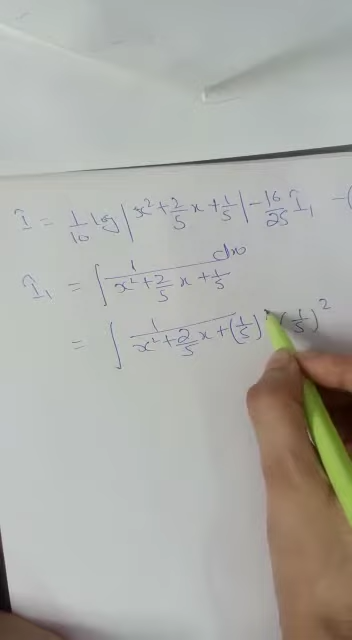 I = 1/10 log|x² + 2/5 x + 1/5| - 16/25 I₁ - (
I₁ = ∫ 1/(x² + 2/5 x + 1/5) dx
= ∫ 1/(x² + 2/5 x + (1/5)² (1/5)²